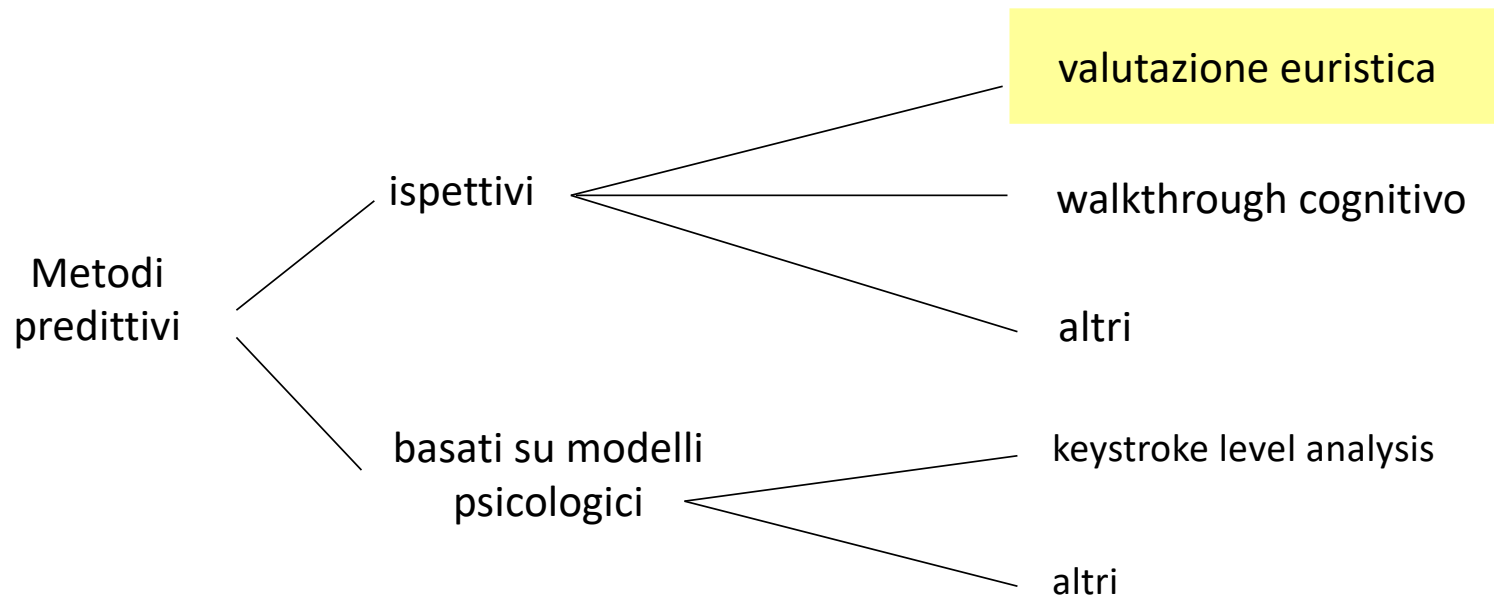 Metodi
predittivi
ispettivi
valutazione euristica
walkthrough cognitivo
altri
basati su modelli
psicologici
keystroke level analysis
altri